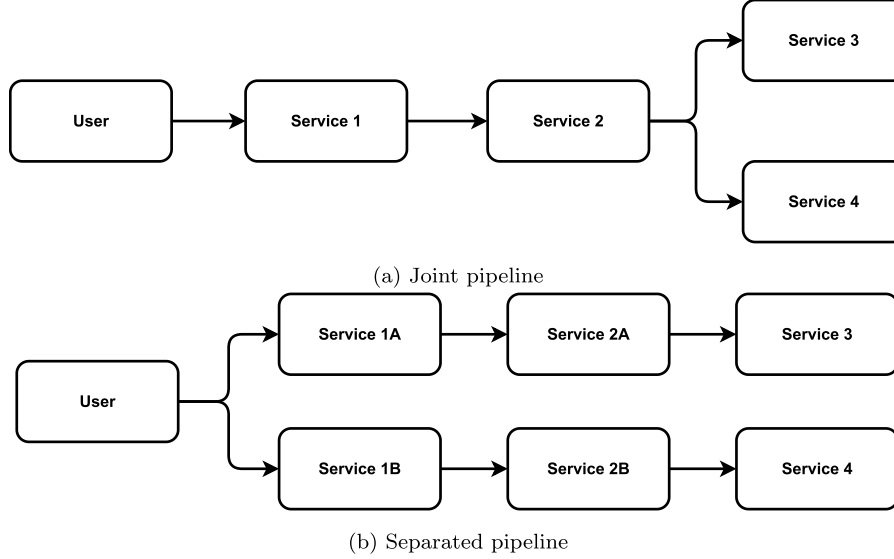 Service 3
User
Service 1
Service 2
Service 4
(a) Joint pipeline
Service 1A
Service 2A
Service 3
User
Service 1B
Service 2B
Service 4
(b) Separated pipeline